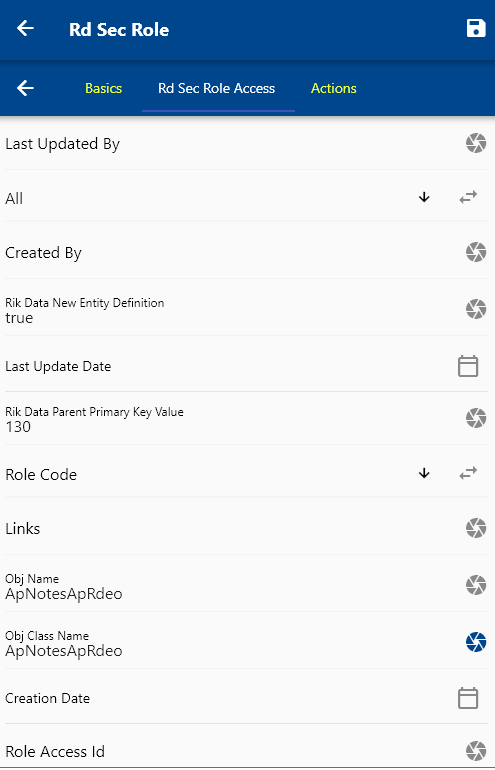 Rd Sec Role
Basics Rd Sec Role Access Actions
Last Updated By
All
Created By
Rik Data New Entity Definition
true
Last Update Date
Rik Data Parent Primary Key Value
130
Role Code
Links
Obj Name
ApNotesApRdeo
Obj Class Name
ApNotesApRdeo
Creation Date
Role Access Id